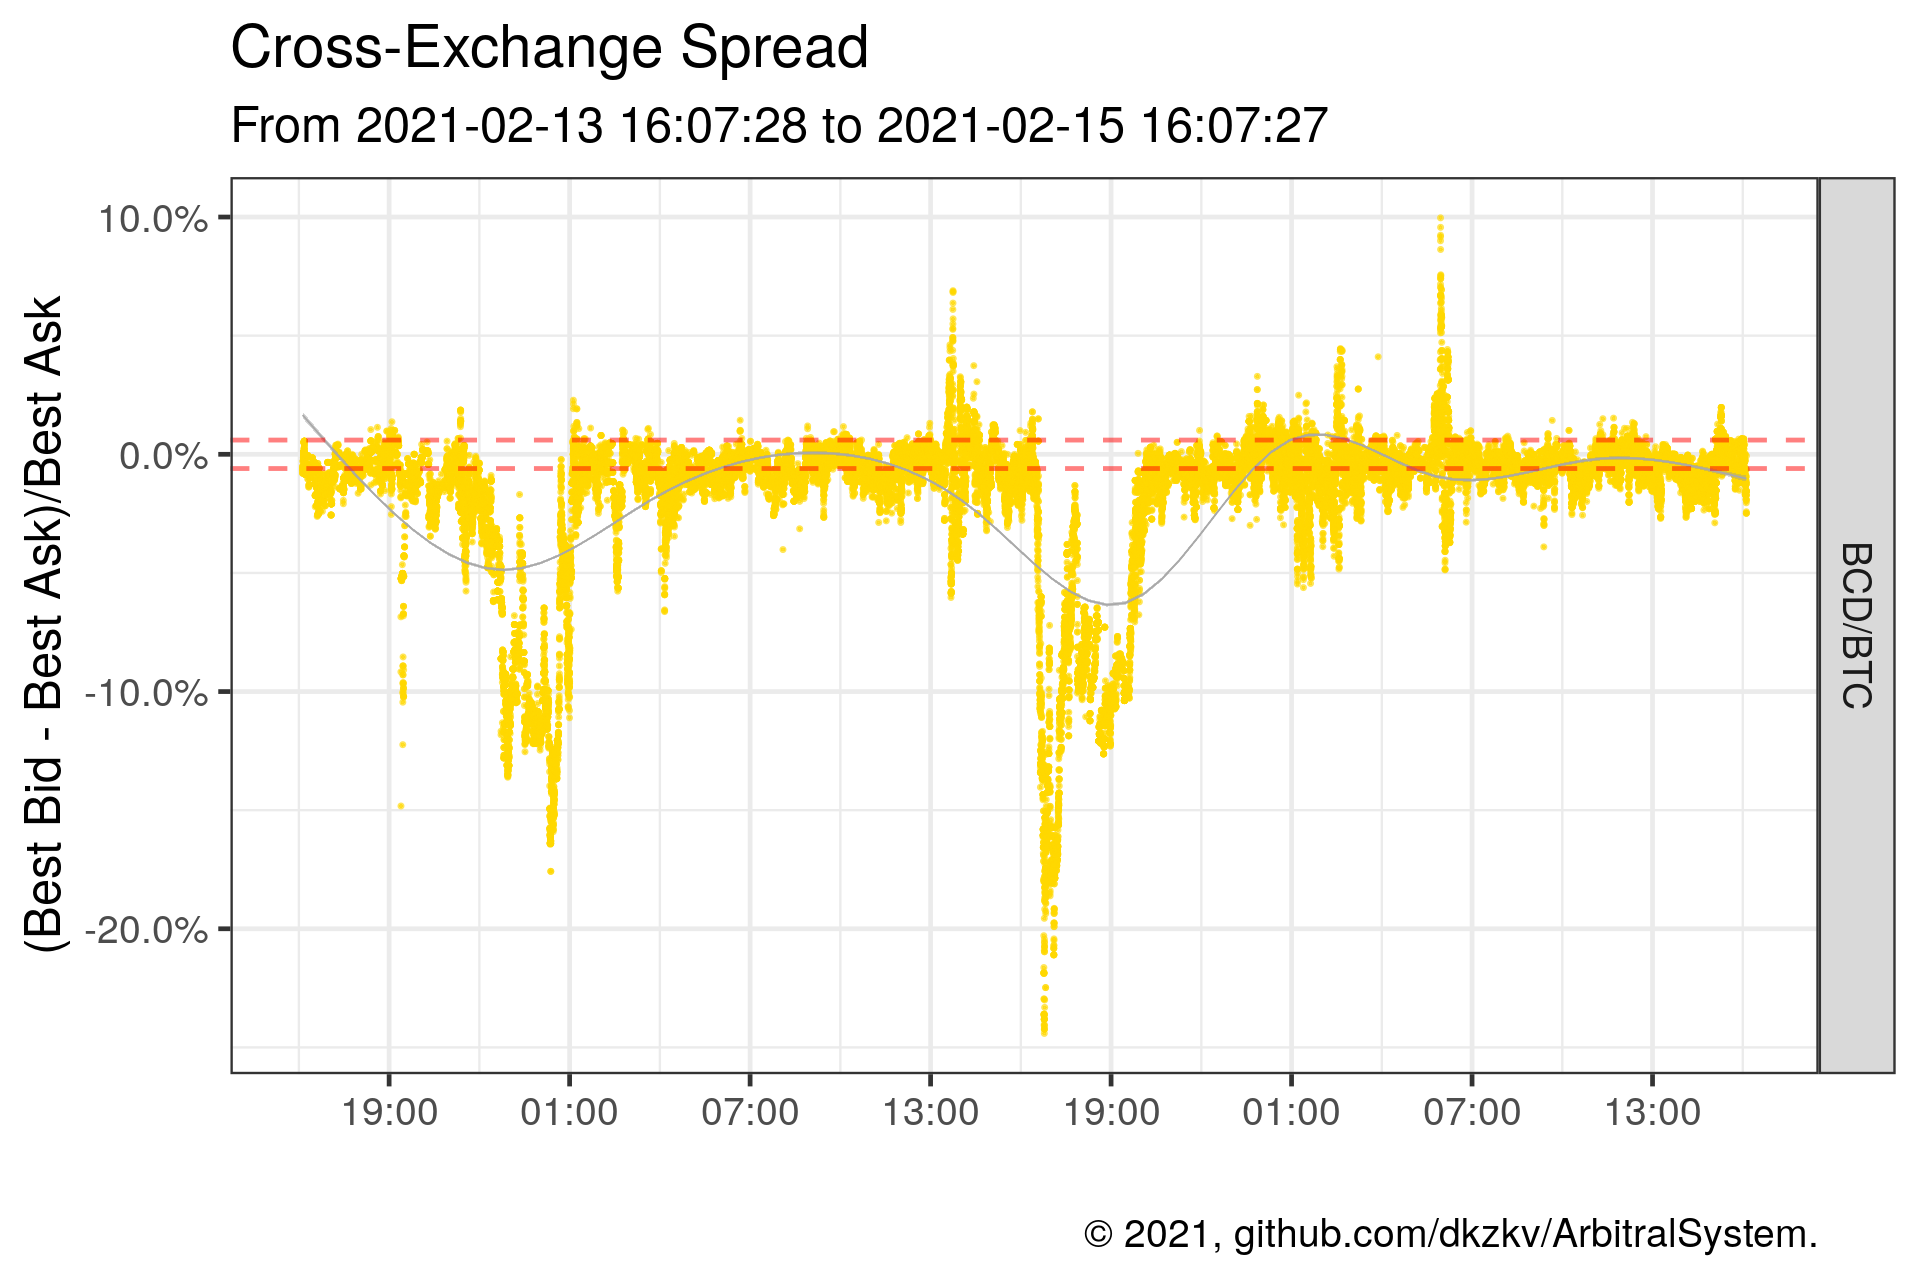 Cross-Exchange Spread
From 2021-02-13 16:07:28 to 2021-02-15 16:07:27
(Best Bid - Best Ask)/Best Ask
10.0%
0.0%
-10.0%
-20.0%
BCD/BTC
19:00 01:00 07:00 13:00 19:00 01:00 07:00 13:00
© 2021, github.com/dkzkv/ArbitralSystem.